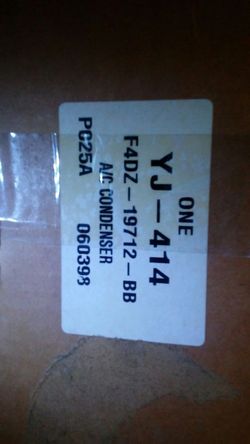 ONE
YJ-414
F4DZ-19712-BB
A/C CONDENSER
PC25A 060398